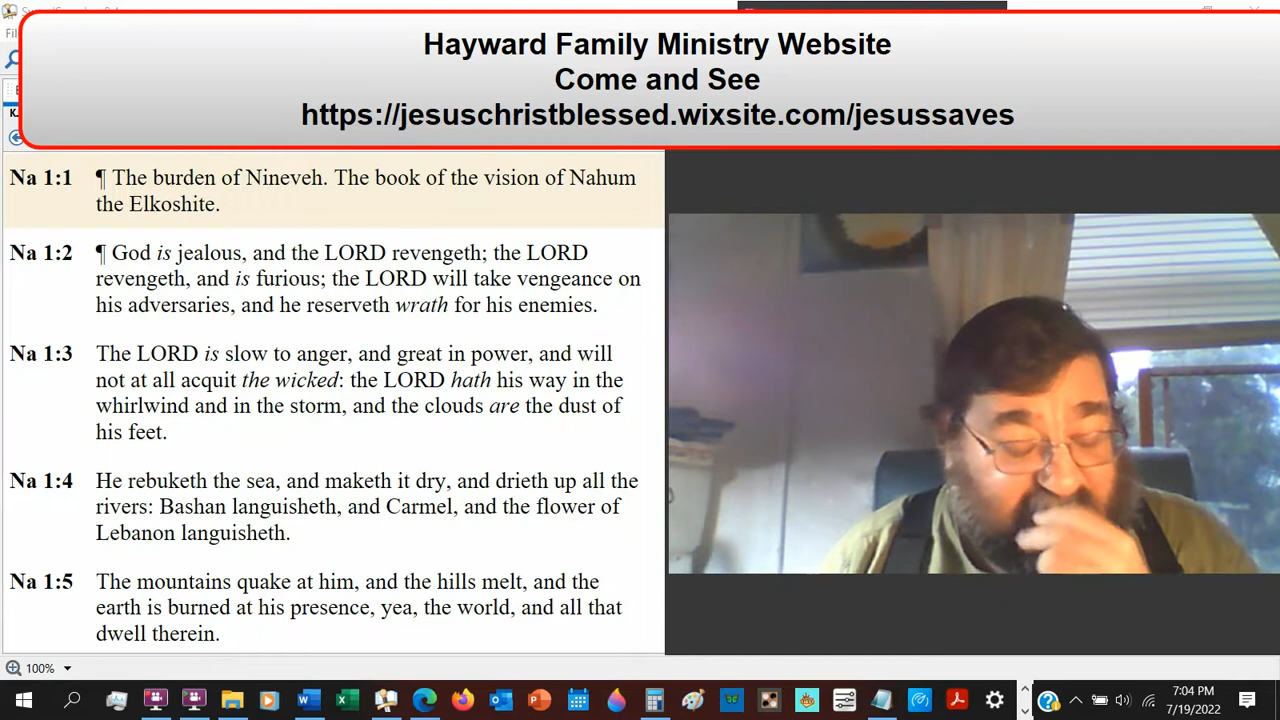 Hayward Family Ministry Website
Come and See
https://jesuschristblessed.wixsite.com/jesussaves
Na 1:1 ¶ The burden of Nineveh. The book of the vision of Nahum
the Elkoshite.
Na 1:2 ¶ God is jealous, and the LORD revengeth; the LORD
revengeth, and is furious; the LORD will take vengeance on
his adversaries, and he reserveth wrath for his enemies.
Na 1:3 The LORD is slow to anger, and great in power, and will
not at all acquit the wicked: the LORD hath his way in the
whirlwind and in the storm, and the clouds are the dust of
his feet.
Na 1:4 He rebuketh the sea, and maketh it dry, and drieth up all the
rivers: Bashan languisheth, and Carmel, and the flower of
Lebanon languisheth.
Na 1:5 The mountains quake at him, and the hills melt, and the
earth is burned at his presence, yea, the world, and all that
dwell therein.
100%
7:04 PM
7/19/2022